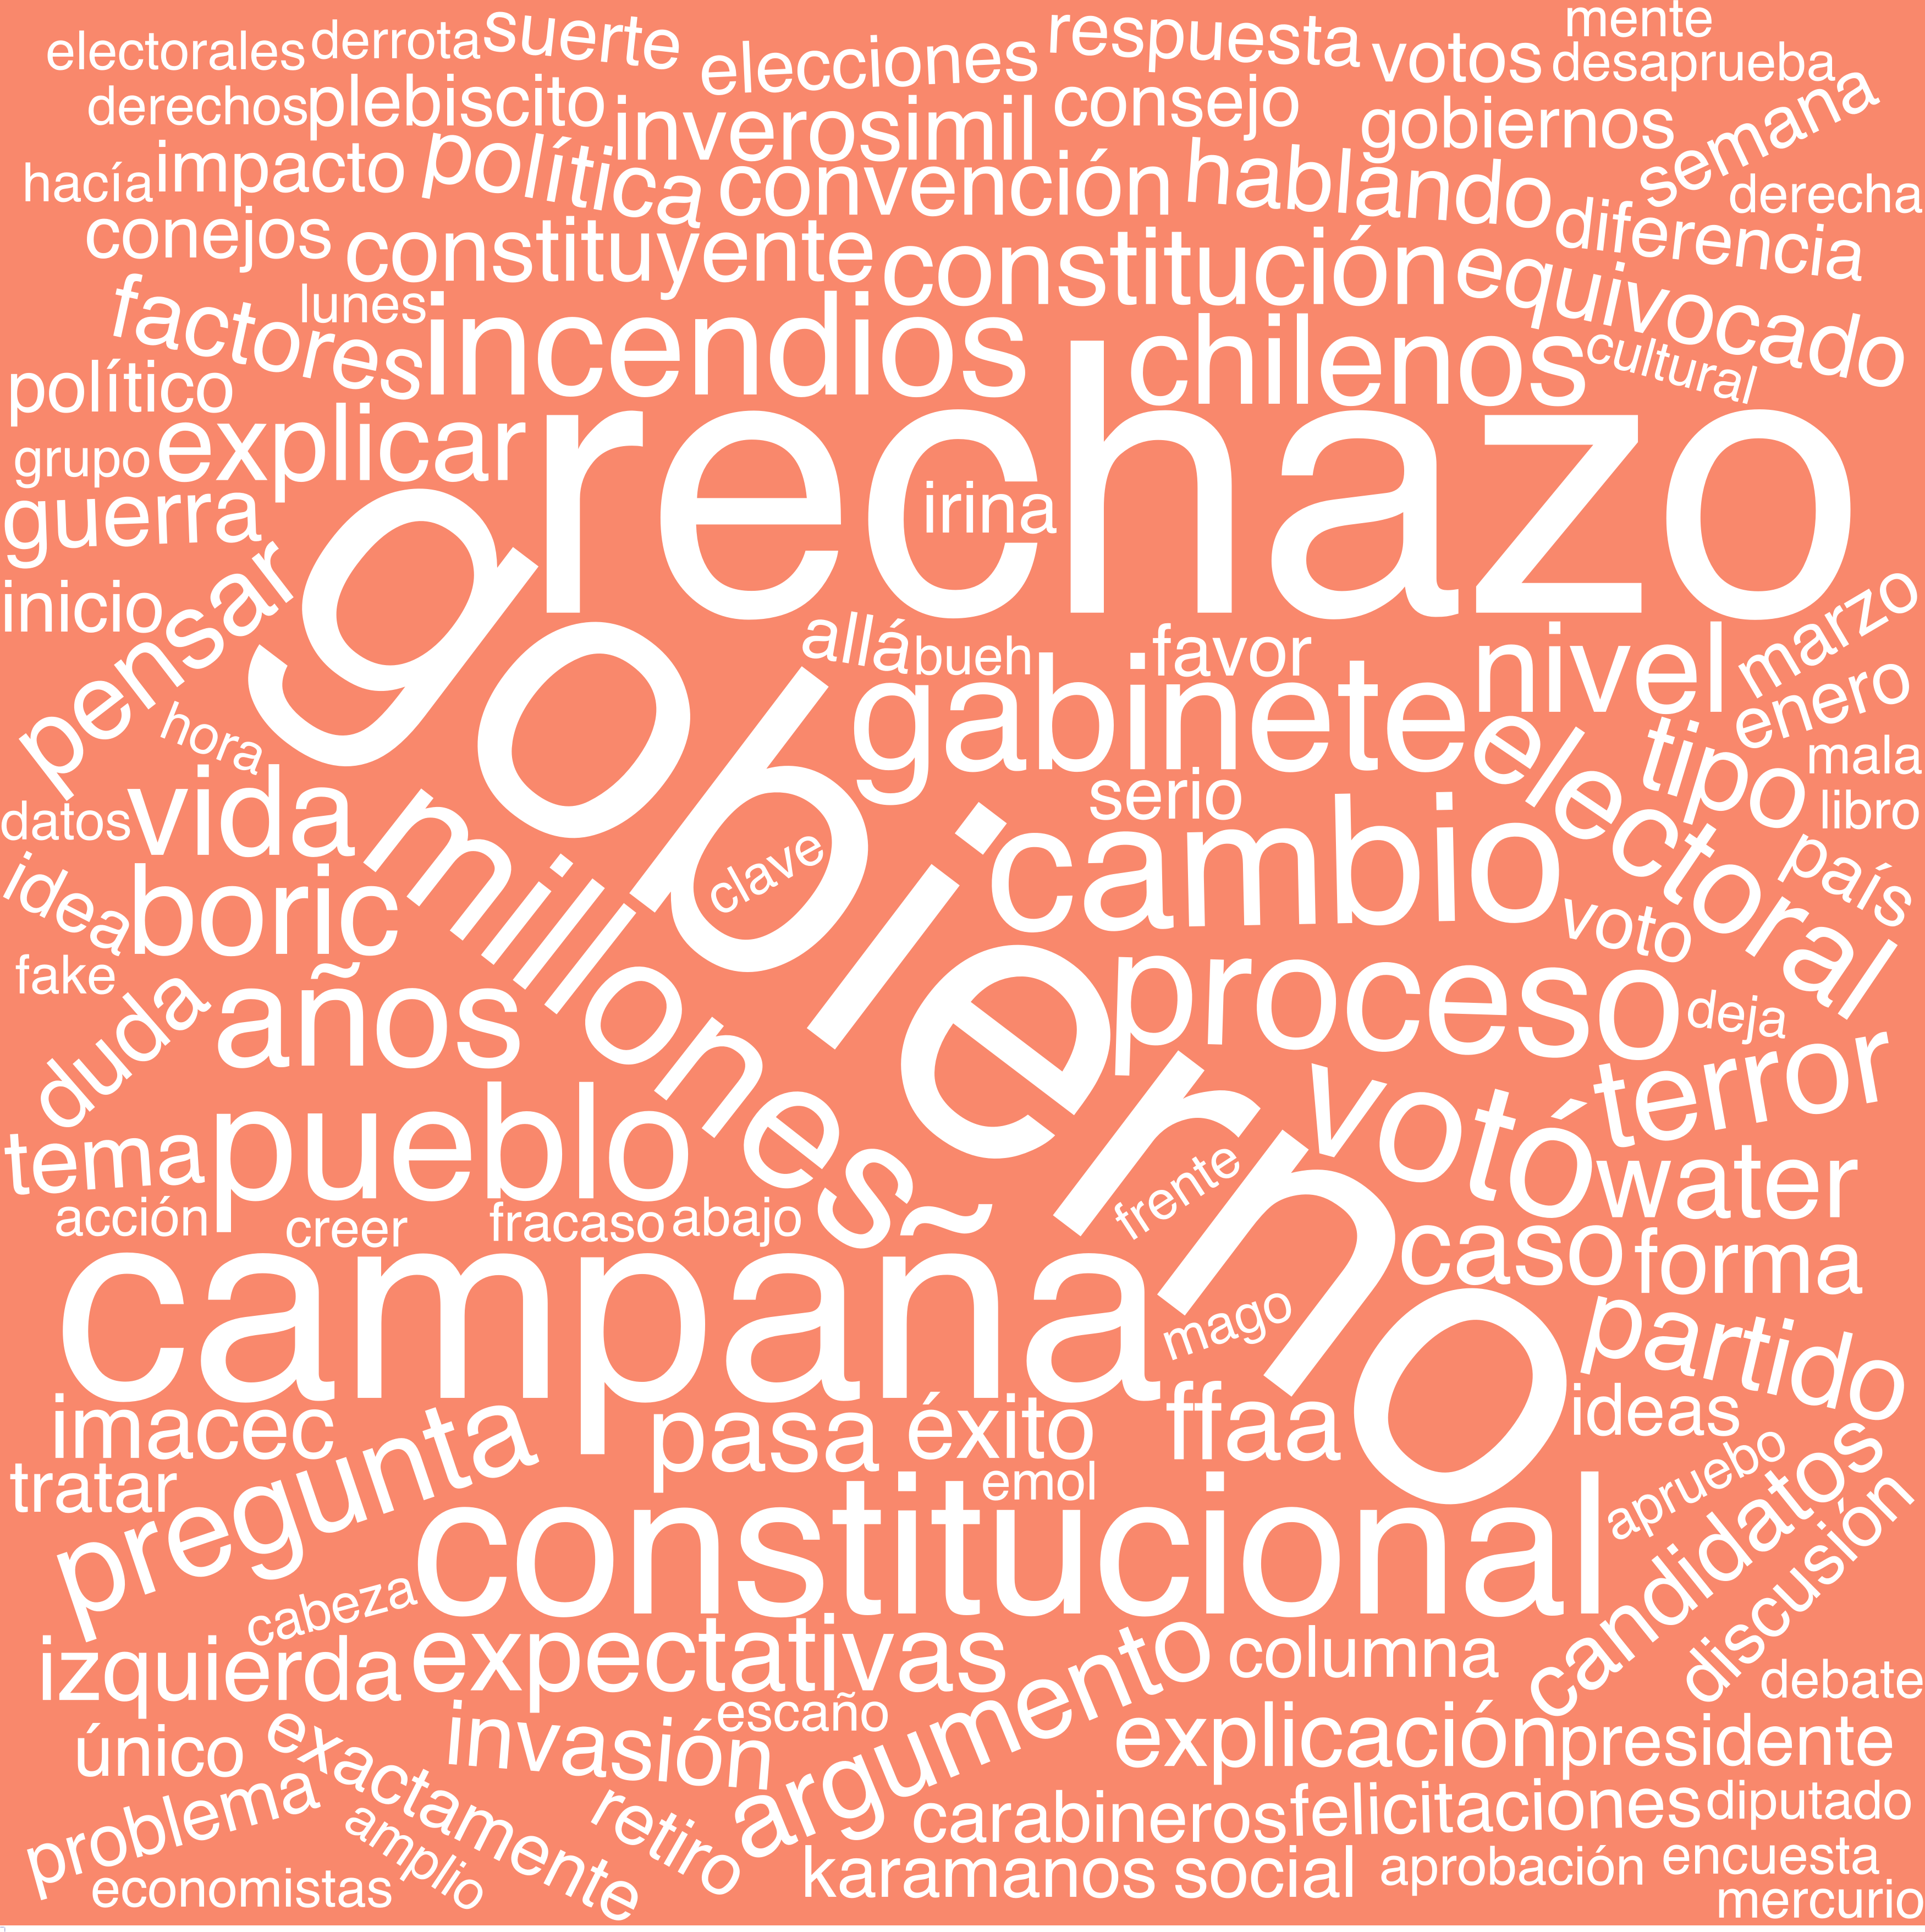 mente
electorales derrota suerte elecciones respuesta votos desaprueba
derechos plebiscito inverosimil consejo gobiernos semana
hacía impacto política convención hablando derecha
conejos constituyente constitución diferencia
factores lunes incendios chilenos equivocado
político cultural
explicar rechazo
grupo
guerra irina
inicio
pensar allá bueh favor nivel marzo
hora gabinete enero
gobierno tipo mala
datos vida serio electoral libro
millones clave cambio país
idea boric voto
fake
duda años proceso deja
terror
tema pueblo votó water
acción creer fracaso abajo frente
campaña caso forma
mago partido
imacec pasa éxito ffaa ideas
tratar pregunta emol apruebo
constitucional candidatos
cabeza discusión
izquierda expectativas argumento columna debate
único invasión escaño explicación presidente
exactamente
problema amplio retiro carabineros felicitaciones diputado
economistas karamanos social aprobación encuesta
mercurio